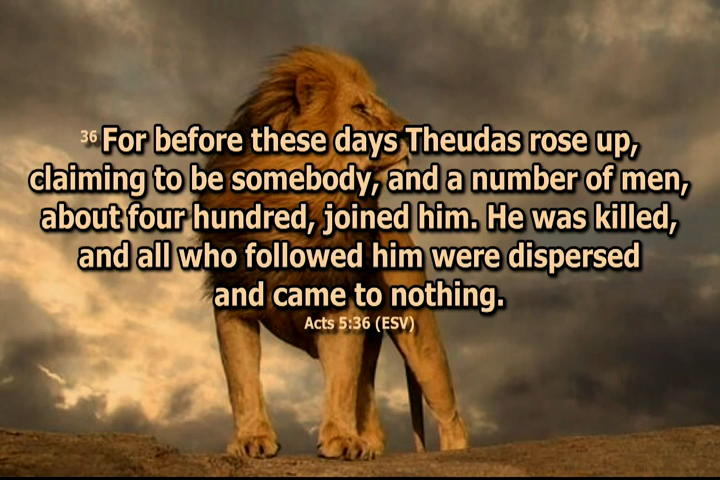 36 For before these days Theudas rose up,
claiming to be somebody, and a number of men,
about four hundred, joined him. He was killed,
and all who followed him were dispersed
and came to nothing.
Acts 5:36 (ESV)